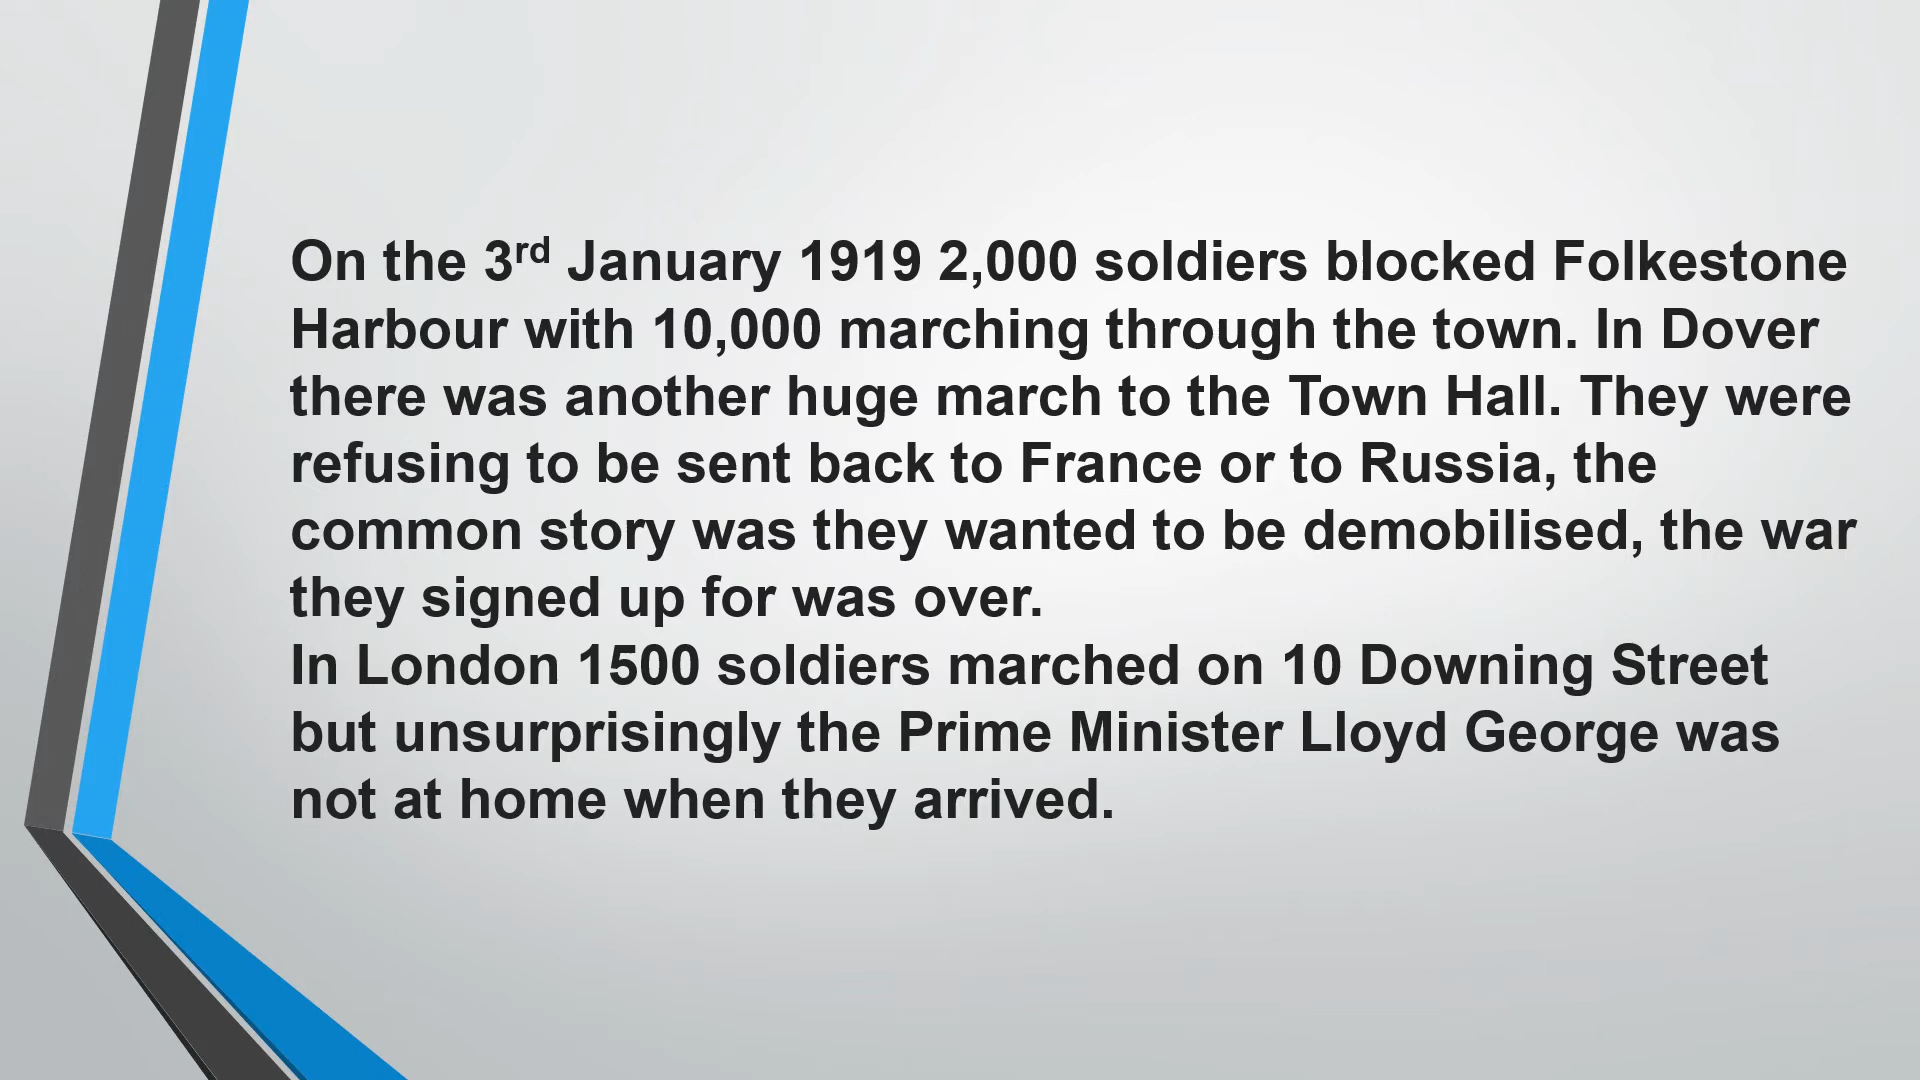 On the 3rd January 1919 2,000 soldiers blocked Folkestone
Harbour with 10,000 marching through the town. In Dover
there was another huge march to the Town Hall. They were
refusing to be sent back to France or to Russia, the
common story was they wanted to be demobilised, the war
they signed up for was over.
In London 1500 soldiers marched on 10 Downing Street
but unsurprisingly the Prime Minister Lloyd George was
not at home when they arrived.